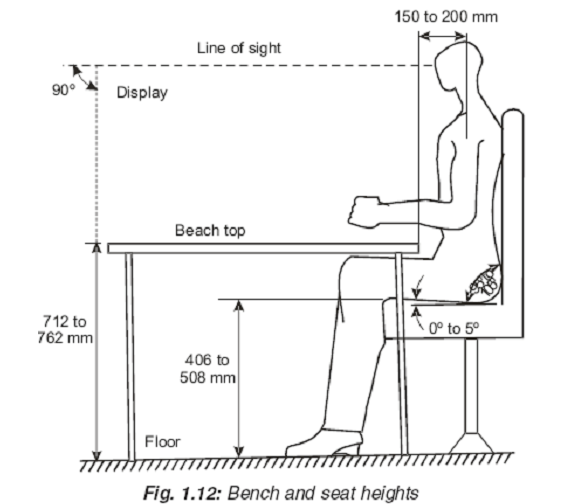 150 to 200 mm
Line of sight
90°
Display
Beach top
712 to
762 mm
0° to 5°
406 to
508 mm
Floor
Fig. 1.12: Bench and seat heights